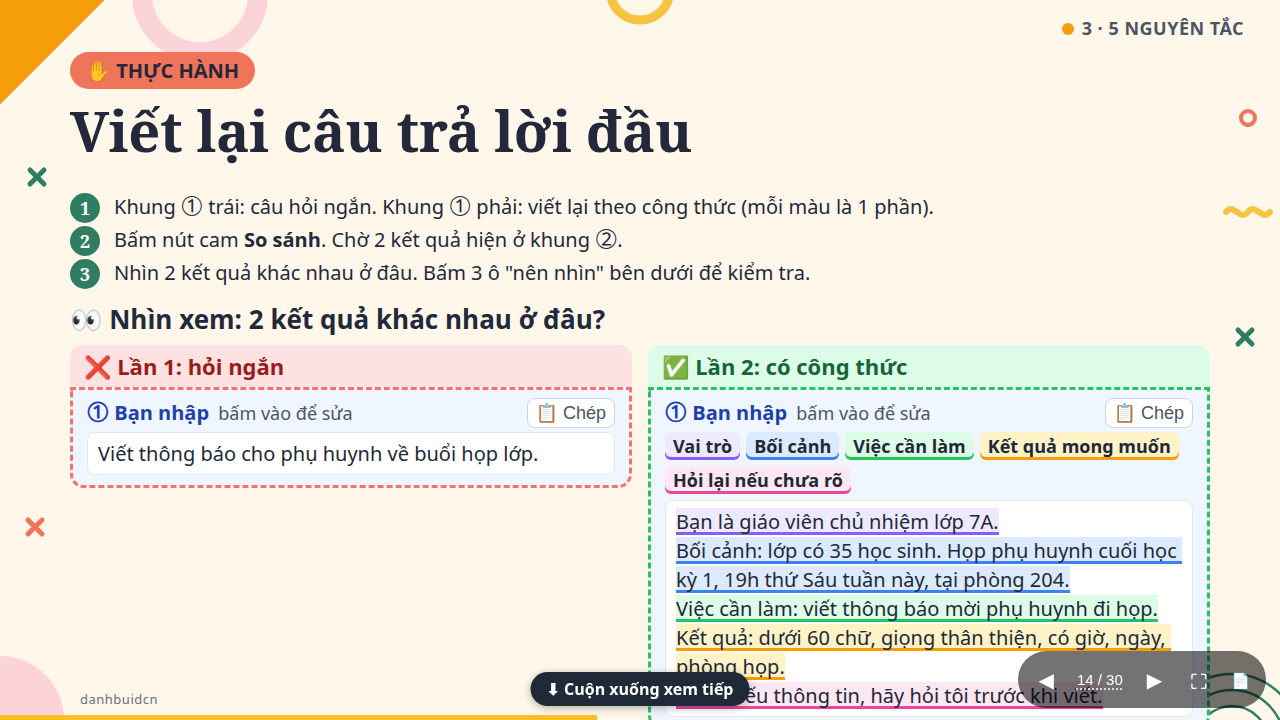 3 · 5 NGUYÊN TẮC
✋ THỰC HÀNH
Viết lại câu trả lời đầu
1 Khung ① trái: câu hỏi ngắn. Khung ① phải: viết lại theo công thức (mỗi màu là 1 phần).
2 Bấm nút cam So sánh. Chờ 2 kết quả hiện ở khung ②.
3 Nhìn 2 kết quả khác nhau ở đâu. Bấm 3 ô "nên nhìn" bên dưới để kiểm tra.
👀 Nhìn xem: 2 kết quả khác nhau ở đâu?
❌ Lần 1: hỏi ngắn
① Bạn nhập bấm vào để sửa
📋 Chép
Viết thông báo cho phụ huynh về buổi họp lớp.
✅ Lần 2: có công thức
① Bạn nhập bấm vào để sửa
📋 Chép
Vai trò Bối cảnh Việc cần làm Kết quả mong muốn
Hỏi lại nếu chưa rõ
Bạn là giáo viên chủ nhiệm lớp 7A.
Bối cảnh: lớp có 35 học sinh. Họp phụ huynh cuối học
kỳ 1, 19h thứ Sáu tuần này, tại phòng 204.
Việc cần làm: viết thông báo mời phụ huynh đi họp.
Kết quả: dưới 60 chữ, giọng thân thiện, có giờ, ngày,
phòng họp.
thông tin, hãy hỏi tôi trước khi viết.
⬇ Cuộn xuống xem tiếp
◀ 14 / 30 ▶
danhbuidcn